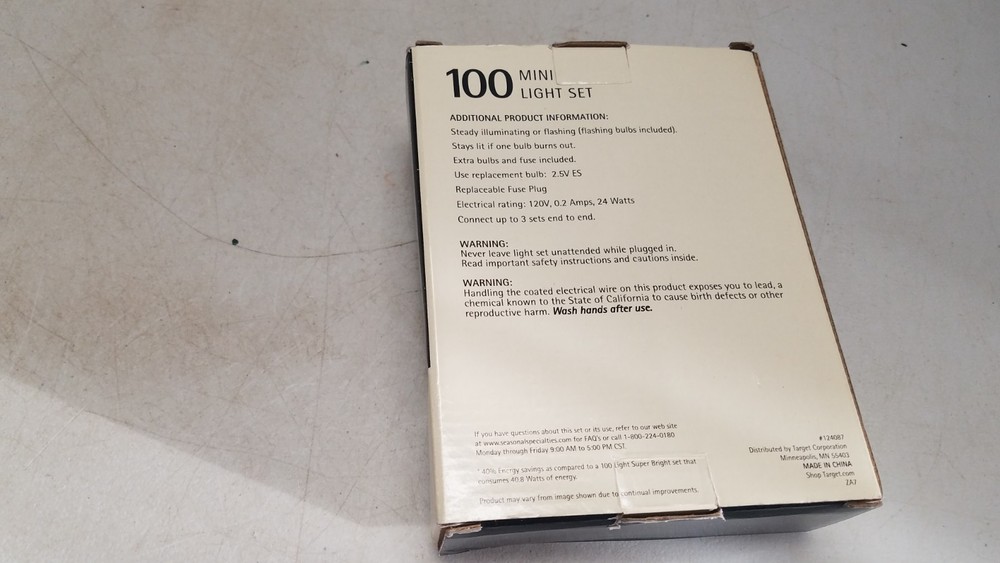 100 MINI
LIGHT SET
ADDITIONAL PRODUCT INFORMATION:
Steady illuminating or flashing (flashing bulbs included).
Stays lit if one bulb burns out.
Extra bulbs and fuse included.
Use replacement bulb: 2.5V ES
Replaceable Fuse Plug
Electrical rating: 120V, 0.2 Amps, 24 Watts
Connect up to 3 sets end to end.
WARNING:
Never leave light set unattended while plugged in.
Read important safety instructions and cautions inside.
WARNING:
Handling the coated electrical wire on this product exposes you to lead, a
chemical known to the State of California to cause birth defects or other
reproductive harm. Wash hands after use.
If you have questions about this set or its use, refer to our web site
at www.seasonalspecialties.com for FAQ's or call 1-800-224-0180
Monday through Friday 9:00 AM to 5:00 PM CST.
* 40% Energy savings as compared to a 100 Light Super Bright set that
consumes 40.8 Watts of energy.
Product may vary from image shown due to continual improvements.
#124087
Distributed by Target Corporation
Minneapolis, MN 55403
MADE IN CHINA
Shop Target.com
ZAJ